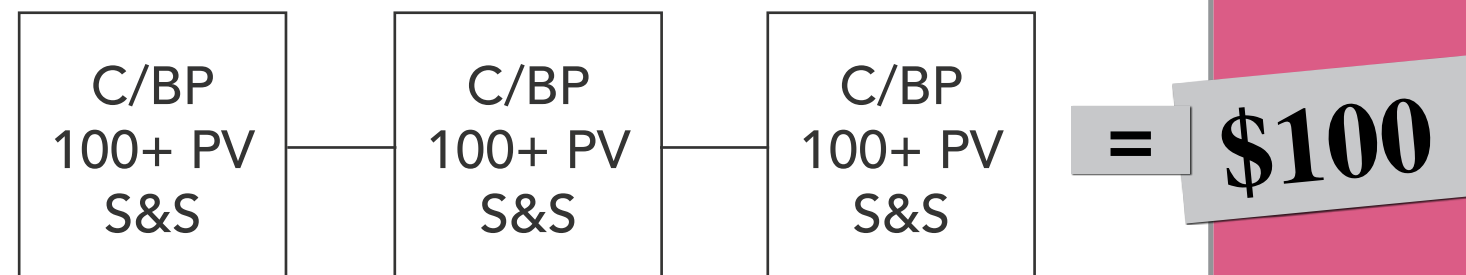 C/BP
100+ PV
S&S
C/BP
100+ PV
S&S
C/BP
100+ PV
S&S
=
$100